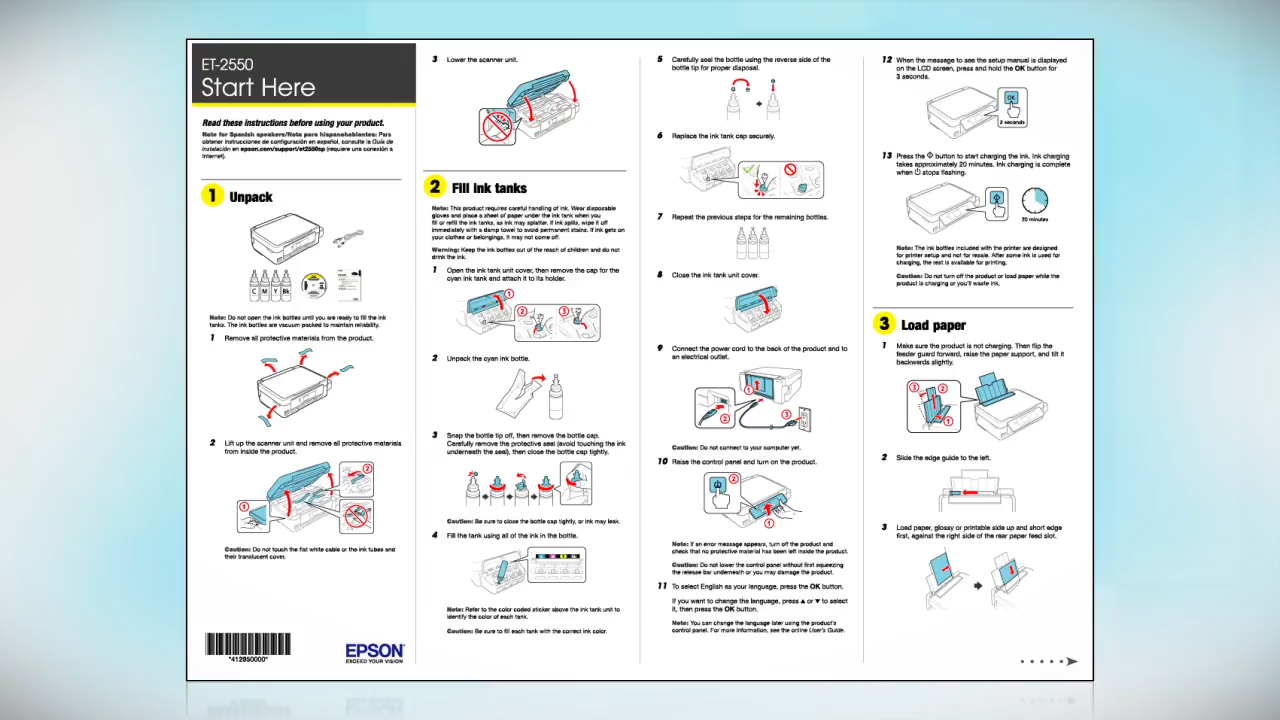 ET-2550
Start Here
Read these instructions before using your product.
Note for Spanish speakers/Nota para hispanohablantes: Para
obtener instrucciones de configuración en español, consulte la Guía de
instalación en epson.com/support/et2550sp (requiere una conexión a
Internet).
1 Unpack
C M Y Bk
Note: Do not open the ink bottles until you are ready to fill the ink
tanks. The ink bottles are vacuum packed to maintain reliability.
1 Remove all protective materials from the product.
2 Lift up the scanner unit and remove all protective materials
from inside the product.
1
2
Caution: Do not touch the flat white cable or the ink tubes and
their translucent cover.
*412950000*
EPSON
EXCEED YOUR VISION
3 Lower the scanner unit.
2 Fill ink tanks
Note: This product requires careful handling of ink. Wear disposable
gloves and place a sheet of paper under the ink tank when you
fill or refill the ink tanks, as ink may splatter. If ink spills, wipe it off
immediately with a damp towel to avoid permanent stains. If ink gets on
your clothes or belongings, it may not come off.
Warning: Keep the ink bottles out of the reach of children and do not
drink the ink.
1 Open the ink tank unit cover, then remove the cap for the
cyan ink tank and attach it to its holder.
1
2 3
2 Unpack the cyan ink bottle.
3 Snap the bottle tip off, then remove the bottle cap.
Carefully remove the protective seal (avoid touching the ink
underneath the seal), then close the bottle cap tightly.
Caution: Be sure to close the bottle cap tightly, or ink may leak.
4 Fill the tank using all of the ink in the bottle.
Note: Refer to the color coded sticker above the ink tank unit to
identify the color of each tank.
Caution: Be sure to fill each tank with the correct ink color.
5 Carefully seal the bottle using the reverse side of the
bottle tip for proper disposal.
6 Replace the ink tank cap securely.
7 Repeat the previous steps for the remaining bottles.
8 Close the ink tank unit cover.
9 Connect the power cord to the back of the product and to
an electrical outlet.
1
2
3
Caution: Do not connect to your computer yet.
10 Raise the control panel and turn on the product.
2
1
Note: If an error message appears, turn off the product and
check that no protective material has been left inside the product.
Caution: Do not lower the control panel without first squeezing
the release bar underneath or you may damage the product.
11 To select English as your language, press the OK button.
If you want to change the language, press ▲ or ▼ to select
it, then press the OK button.
Note: You can change the language later using the product's
control panel. For more information, see the online User's Guide.
12 When the message to see the setup manual is displayed
on the LCD screen, press and hold the OK button for
3 seconds.
OK
3 seconds
13 Press the button to start charging the ink. Ink charging
takes approximately 20 minutes. Ink charging is complete
when stops flashing.
20 minutes
Note: The ink bottles included with the printer are designed
for printer setup and not for resale. After some ink is used for
charging, the rest is available for printing.
Caution: Do not turn off the product or load paper while the
product is charging or you'll waste ink.
3 Load paper
1 Make sure the product is not charging. Then flip the
feeder guard forward, raise the paper support, and tilt it
backwards slightly.
3 2
1
2 Slide the edge guide to the left.
3 Load paper, glossy or printable side up and short edge
first, against the right side of the rear paper feed slot.